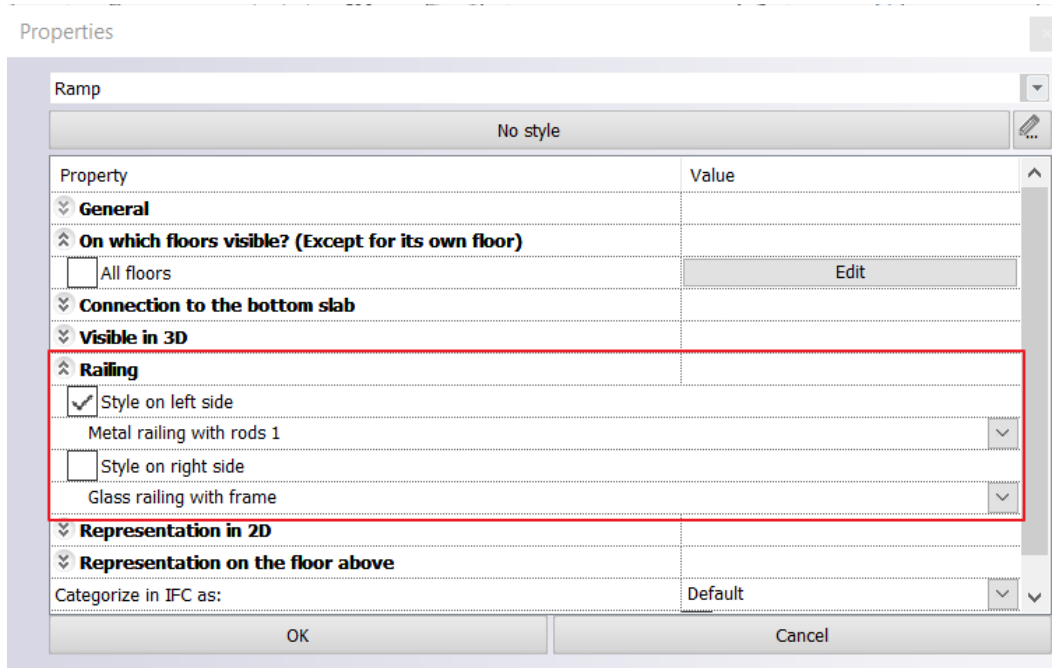 Properties
Ramp
No style
Property Value
General
On which floors visible? (Except for its own floor)
All floors Edit
Connection to the bottom slab
Visible in 3D
Railing
Style on left side
Metal railing with rods 1
Style on right side
Glass railing with frame
Representation in 2D
Representation on the floor above
Categorize in IFC as: Default
OK Cancel